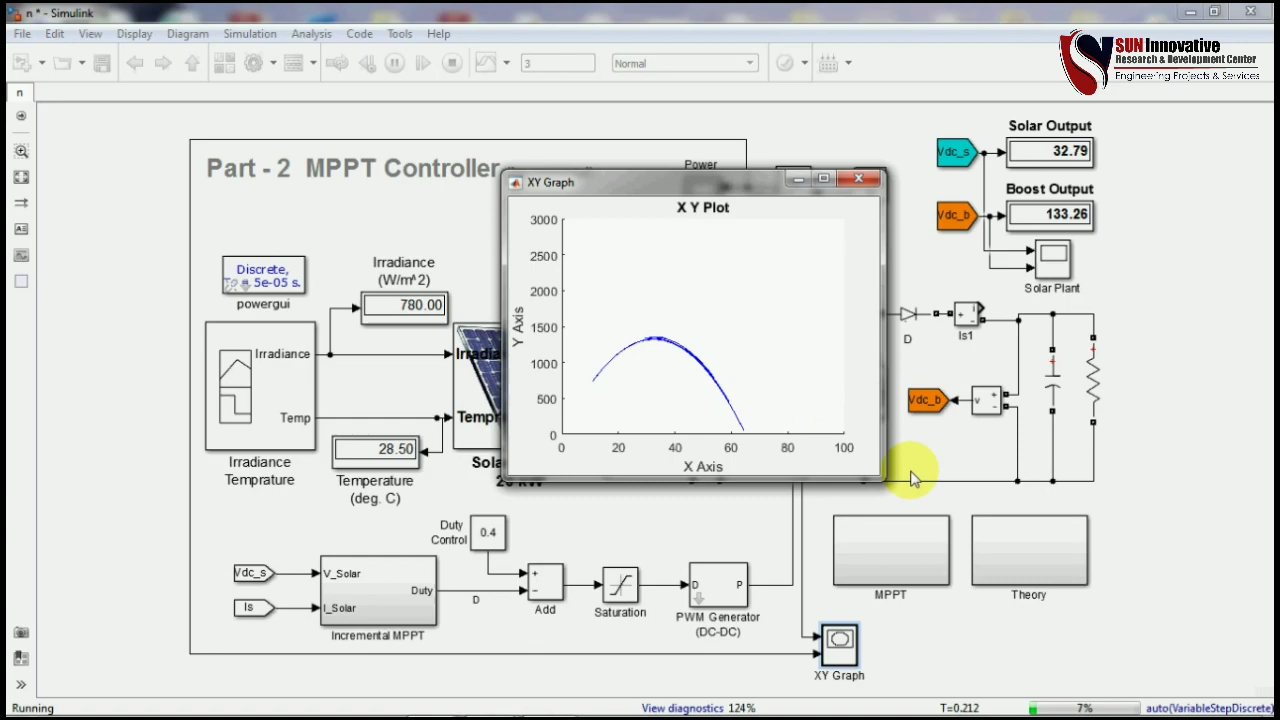 n * - Simulink
File Edit View Display Diagram Simulation Analysis Code Tools Help
3
Normal
SUN Innovative
Research & Development Center
Engineering Projects & Services
n
Part - 2 MPPT Controller
Power
Solar Output
Vdc_s
32.79
Boost Output
Vdc_b
133.26
Solar Plant
XY Graph
X Y Plot
3000
2500
2000
1500
1000
500
0
Y Axis
0 20 40 60 80 100
X Axis
Discrete,
5e-05 s.
powergui
Irradiance
(W/m^2)
780.00
Irradiance
Temp
Irradiance
Temprature
28.50
Temperature
(deg. C)
D
i
+
-
Is1
Vdc_b
v
+
-
Duty
Control
0.4
Vdc_s
Is
V_Solar
I_Solar
Duty
Incremental MPPT
D
+
-
Add
Saturation
D P
PWM Generator
(DC-DC)
MPPT
Theory
XY Graph
Running
View diagnostics 124%
T=0.212
7%
auto(VariableStepDiscrete)